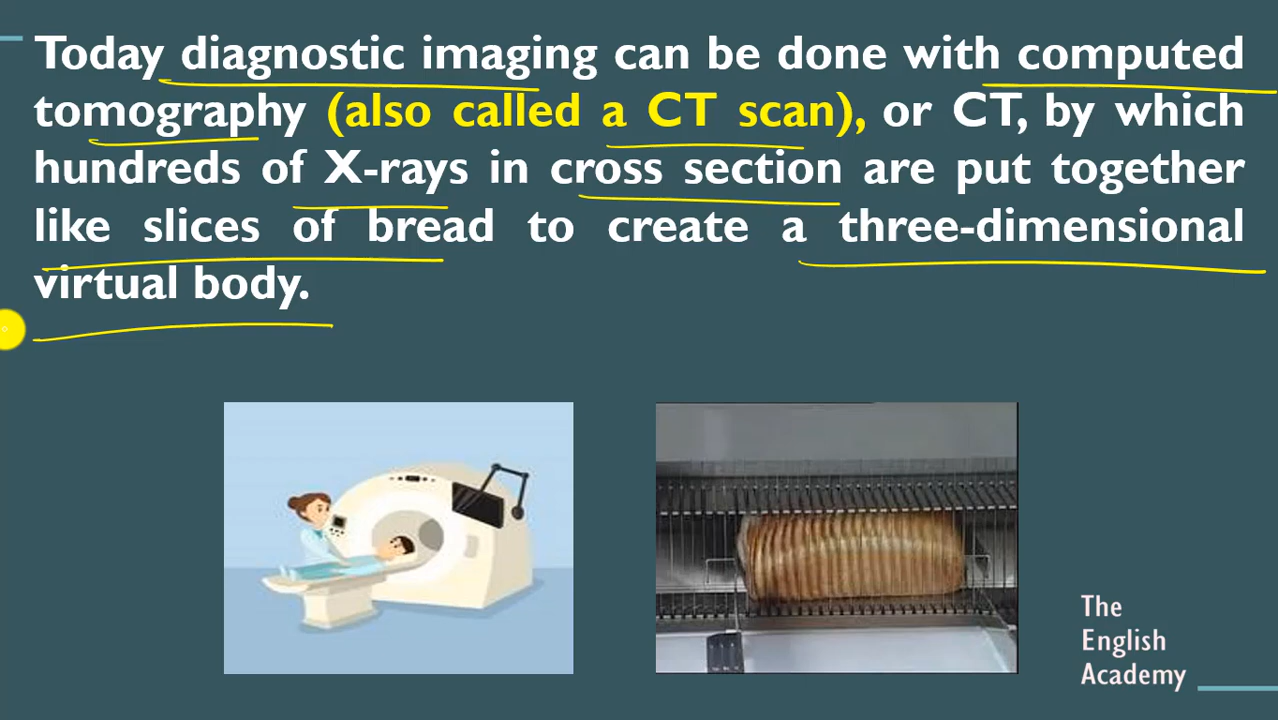 Today diagnostic imaging can be done with computed
tomography (also called a CT scan), or CT, by which
hundreds of X-rays in cross section are put together
like slices of bread to create a three-dimensional
virtual body.
The
English
Academy